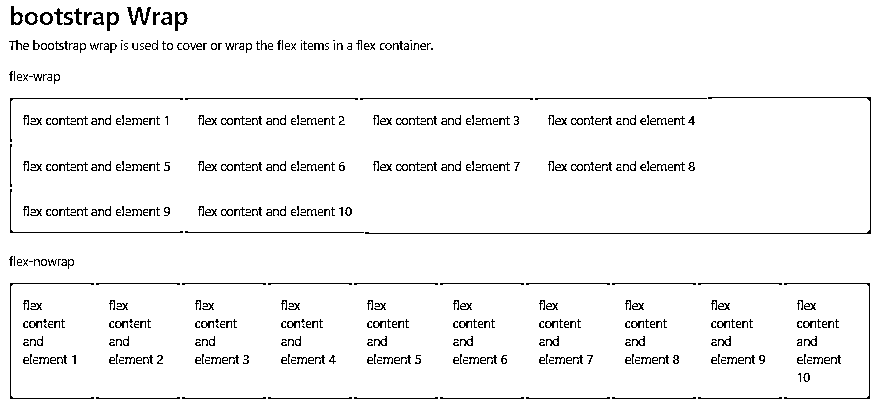 bootstrap Wrap
The bootstrap wrap is used to cover or wrap the flex items in a flex container.
flex-wrap
flex content and element 1 flex content and element 2 flex content and element 3 flex content and element 4
flex content and element 5 flex content and element 6 flex content and element 7 flex content and element 8
flex content and element 9 flex content and element 10
flex-nowrap
flex flex flex flex flex flex flex flex flex flex
content content content content content content content content content content
and and and and and and and and and and
element 1 element 2 element 3 element 4 element 5 element 6 element 7 element 8 element 9 element
10